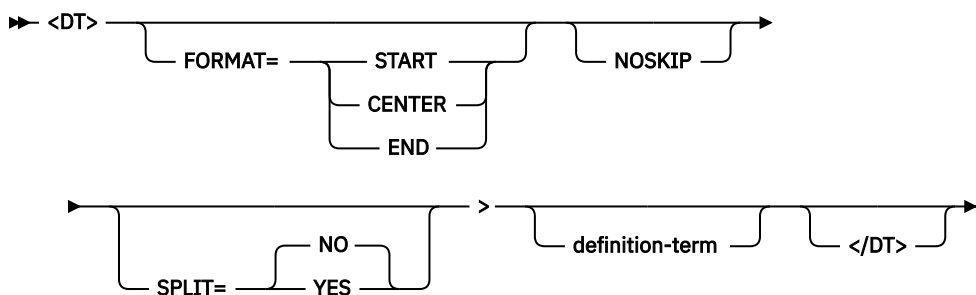 <DT>
FORMAT= START NOSKIP
CENTER
END
>
definition-term </DT>
NO
SPLIT= YES